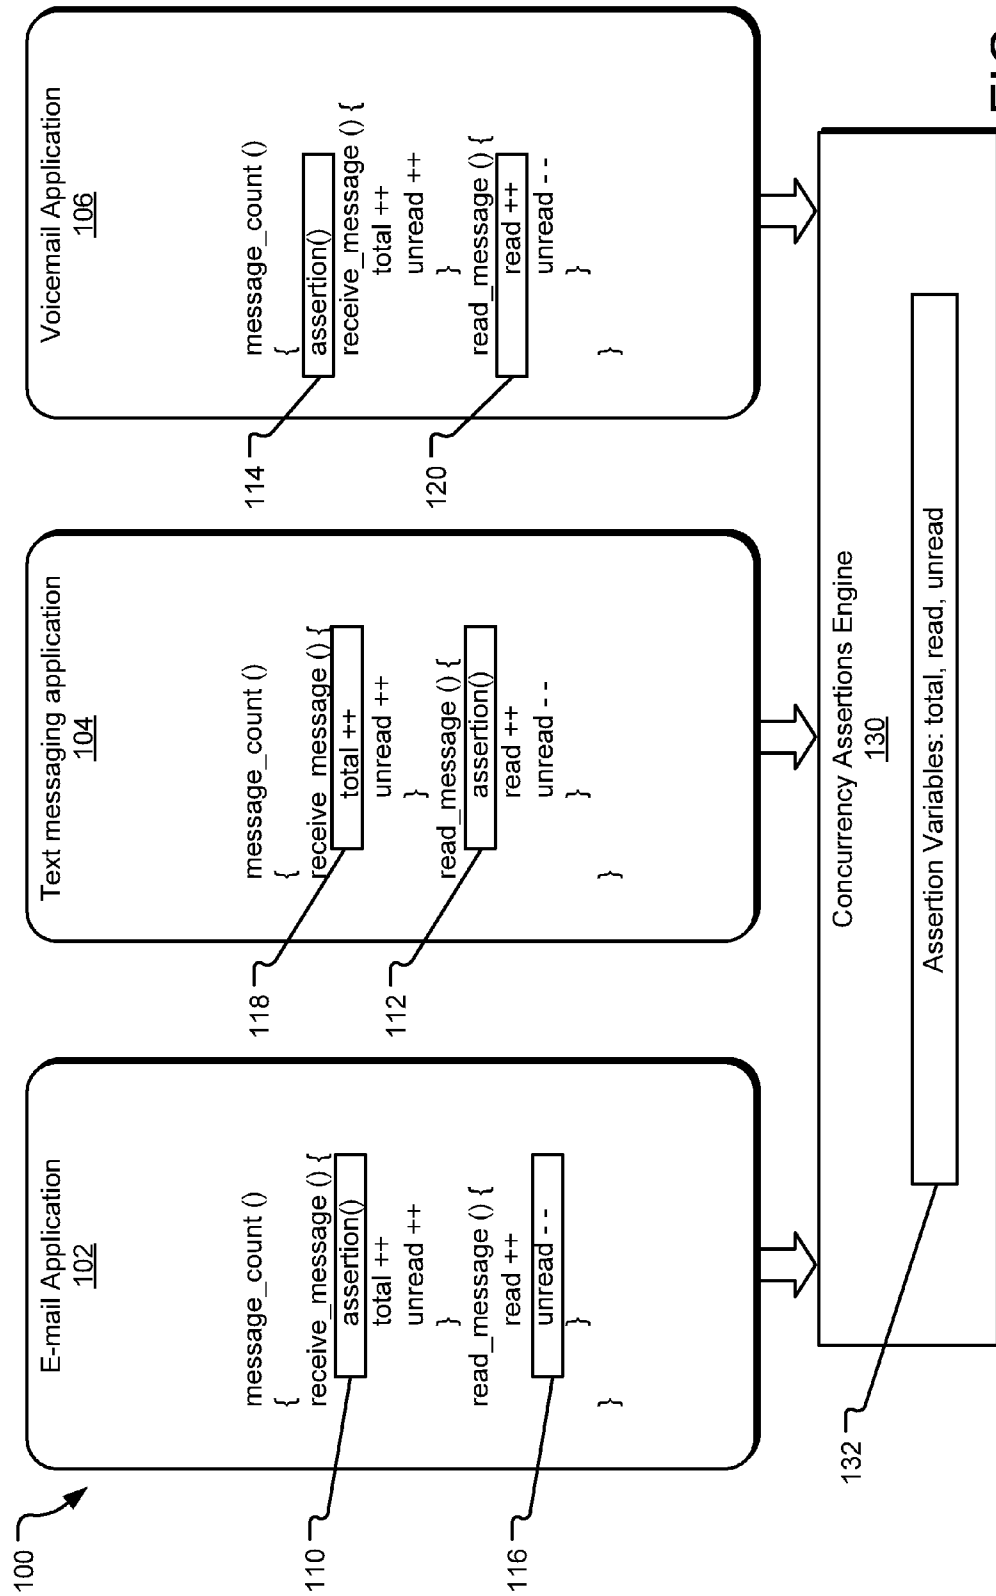 100
E-mail Application
102
message_count ()
{
receive_message () {
assertion()
total ++
unread ++
}
read_message () {
read ++
unread - -
}
}
110
116
Text messaging application
104
message_count ()
{
receive message () {
total ++
unread ++
}
read_message () {
assertion()
read ++
unread - -
}
}
118
112
Voicemail Application
106
message_count ()
{
assertion()
receive_message () {
total ++
unread ++
}
read_message () {
read ++
unread - -
}
}
114
120
Concurrency Assertions Engine
130
Assertion Variables: total, read, unread
132